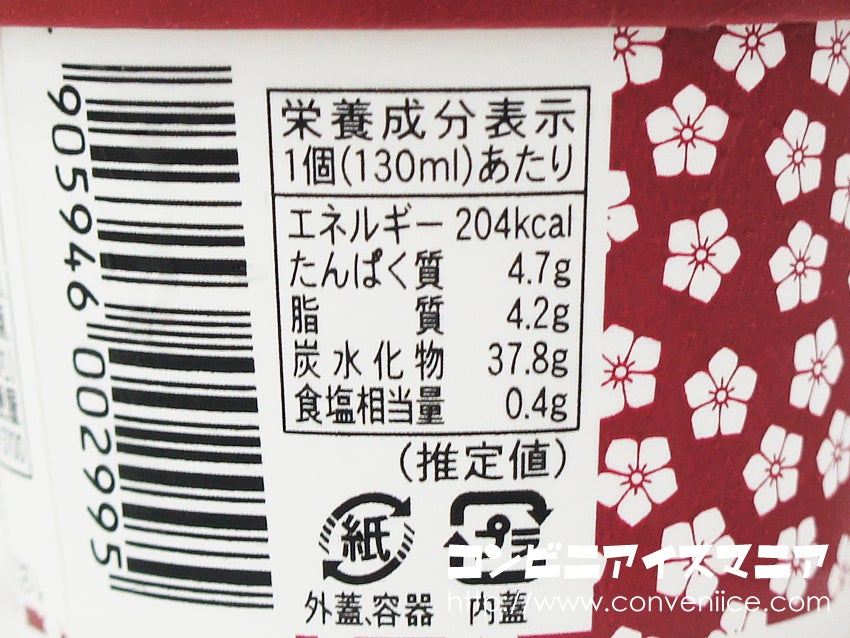 4 905946 002995
栄養成分表示
1個(130ml)あたり
エネルギー 204kcal
たんぱく質 4.7g
脂質 4.2g
炭水化物 37.8g
食塩相当量 0.4g
(推定値)
紙
プラ
外蓋、容器
内蓋
コンビニアイスマニア
http://www.conveniice.com/